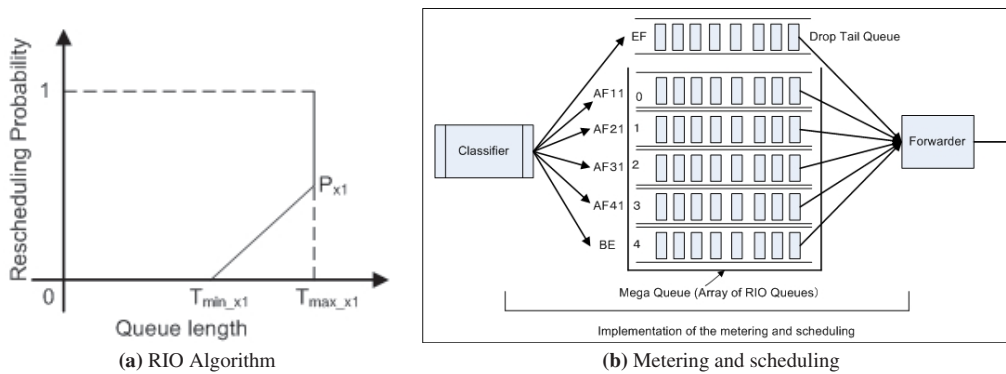 Rescheduling Probability
1
P_x1
0
T_min_x1
T_max_x1
Queue length
(a) RIO Algorithm
EF
Drop Tail Queue
AF11
0
AF21
1
AF31
2
AF41
3
BE
4
Classifier
Forwarder
Mega Queue (Array of RIO Queues)
Implementation of the metering and scheduling
(b) Metering and scheduling